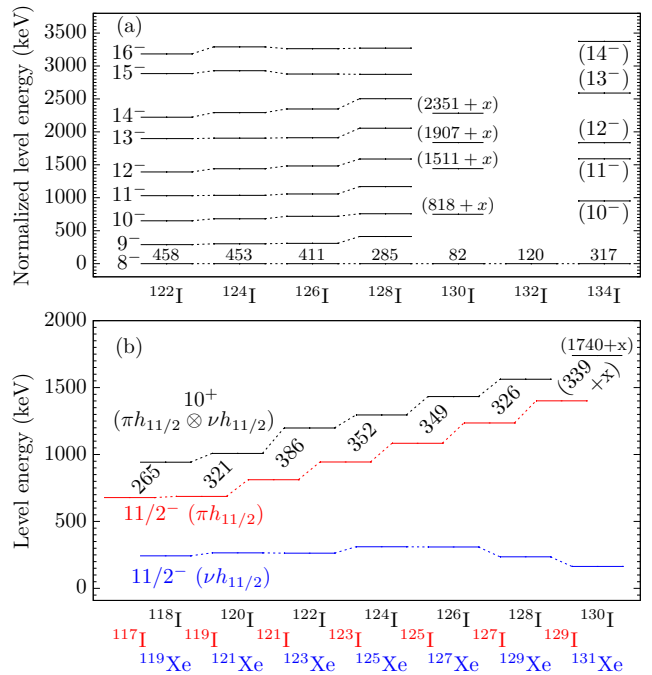 (a)
Normalized level energy (keV)
3500
3000
2500
2000
1500
1000
500
0
16⁻
15⁻
14⁻
13⁻
12⁻
11⁻
10⁻
9⁻
8⁻
(2351 + x)
(1907 + x)
(1511 + x)
(818 + x)
(14⁻)
(13⁻)
(12⁻)
(11⁻)
(10⁻)
458 453 411 285 82 120 317
¹²²I ¹²⁴I ¹²⁶I ¹²⁸I ¹³⁰I ¹³²I ¹³⁴I
(b)
Level energy (keV)
2000
1500
1000
500
0
(1740+x)
10⁺
(πh₁₁/₂ ⊗ νh₁₁/₂)
265 321 386 352 349 326 (339
+x)
11/2⁻ (πh₁₁/₂)
11/2⁻ (νh₁₁/₂)
¹¹⁸I ¹²⁰I ¹²²I ¹²⁴I ¹²⁶I ¹²⁸I ¹³⁰I
¹¹⁷I ¹¹⁹I ¹²¹I ¹²³I ¹²⁵I ¹²⁷I ¹²⁹I
¹¹⁹Xe ¹²¹Xe ¹²³Xe ¹²⁵Xe ¹²⁷Xe ¹²⁹Xe ¹³¹Xe